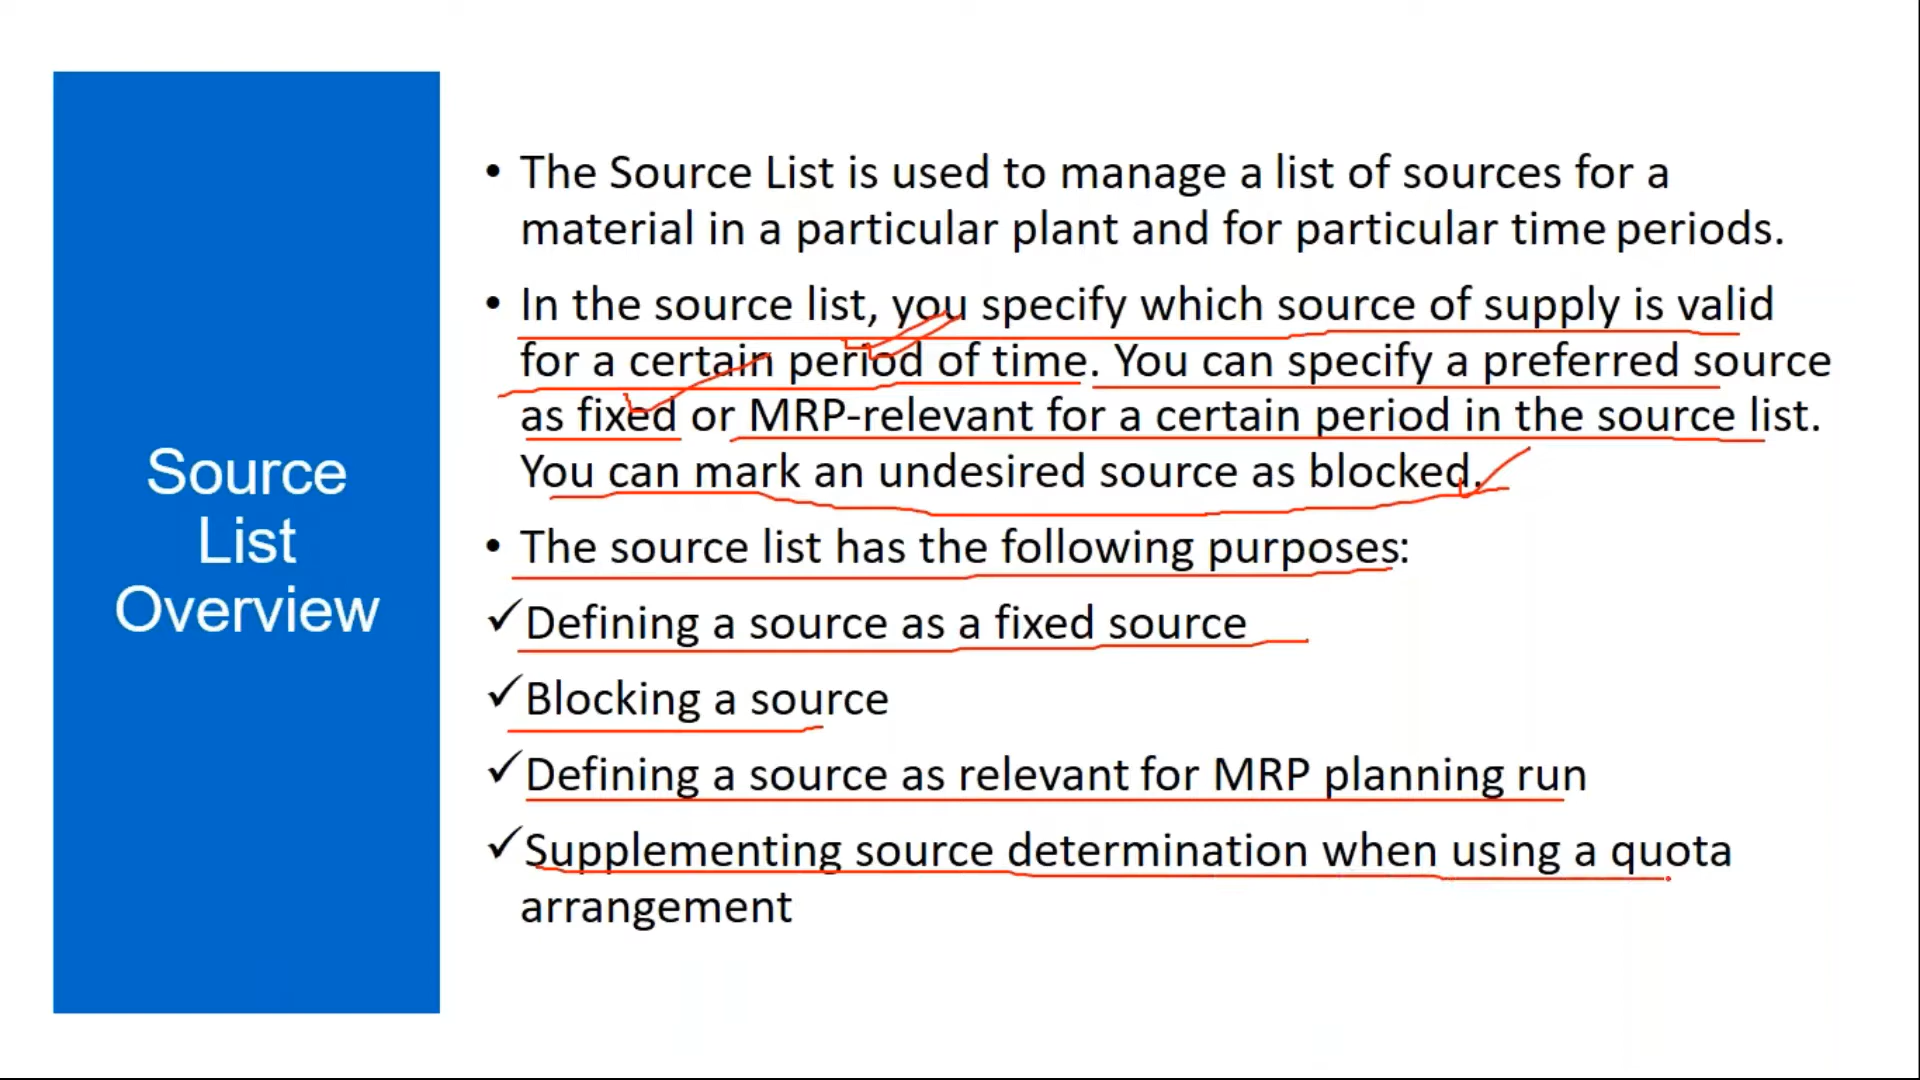 Source
List
Overview
• The Source List is used to manage a list of sources for a
material in a particular plant and for particular time periods.
• In the source list, you specify which source of supply is valid
for a certain period of time. You can specify a preferred source
as fixed or MRP-relevant for a certain period in the source list.
You can mark an undesired source as blocked.
• The source list has the following purposes:
✓Defining a source as a fixed source
✓Blocking a source
✓Defining a source as relevant for MRP planning run
✓Supplementing source determination when using a quota
arrangement